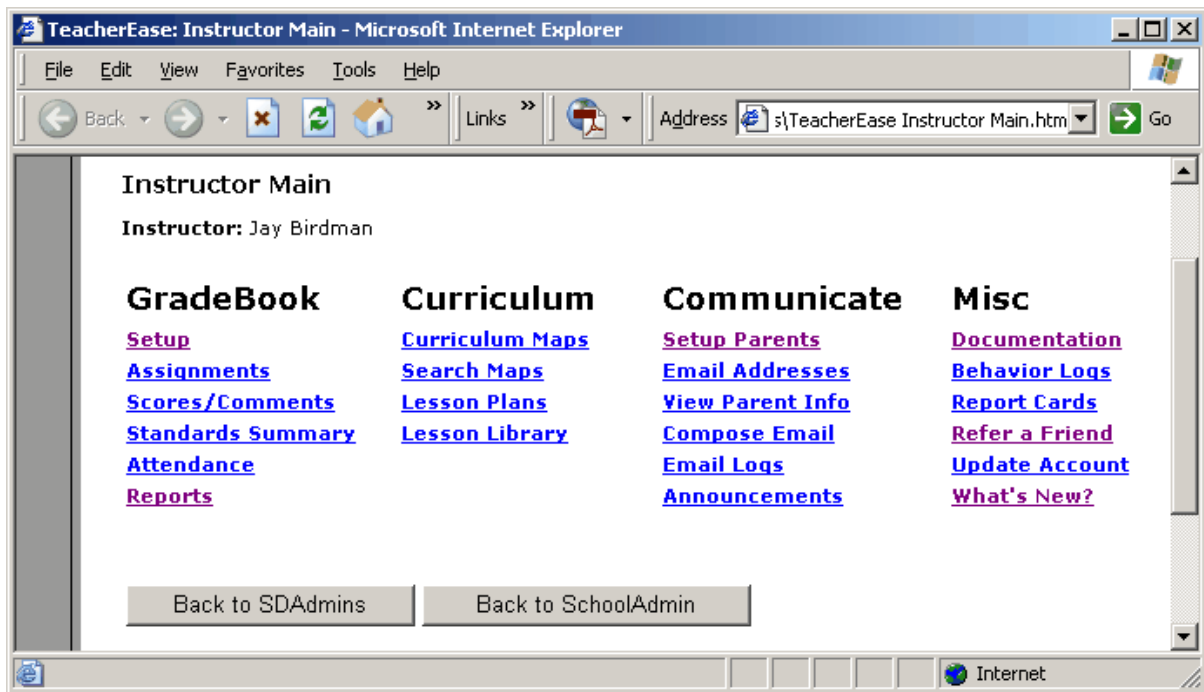 TeacherEase: Instructor Main - Microsoft Internet Explorer
File Edit View Favorites Tools Help
Back Links Address s\TeacherEase Instructor Main.htm Go
Instructor Main
Instructor: Jay Birdman
GradeBook Curriculum Communicate Misc
Setup Curriculum Maps Setup Parents Documentation
Assignments Search Maps Email Addresses Behavior Logs
Scores/Comments Lesson Plans View Parent Info Report Cards
Standards Summary Lesson Library Compose Email Refer a Friend
Attendance Email Logs Update Account
Reports Announcements What's New?
Back to SDAdmins Back to SchoolAdmin
Internet